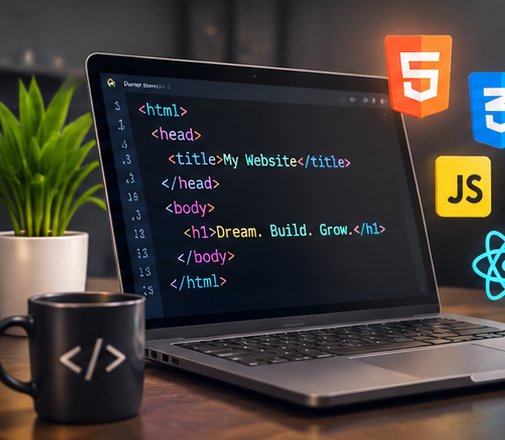 <html>
<head>
<title>My Website</title>
</head>
<body>
<h1>Dream. Build. Grow.</h1>
</body>
</html>
5
3
JS
</>